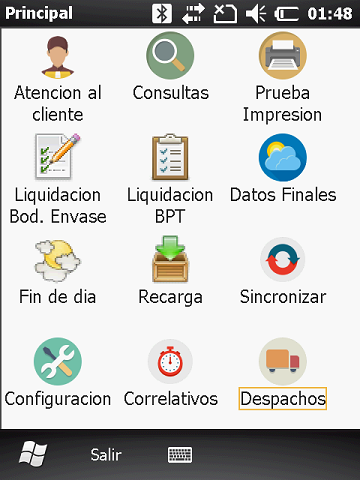 Principal 01:48
Atencion al cliente
Consultas
Prueba Impresion
Liquidacion Bod. Envase
Liquidacion BPT
Datos Finales
Fin de dia
Recarga
Sincronizar
Configuracion
Correlativos
Despachos
Salir